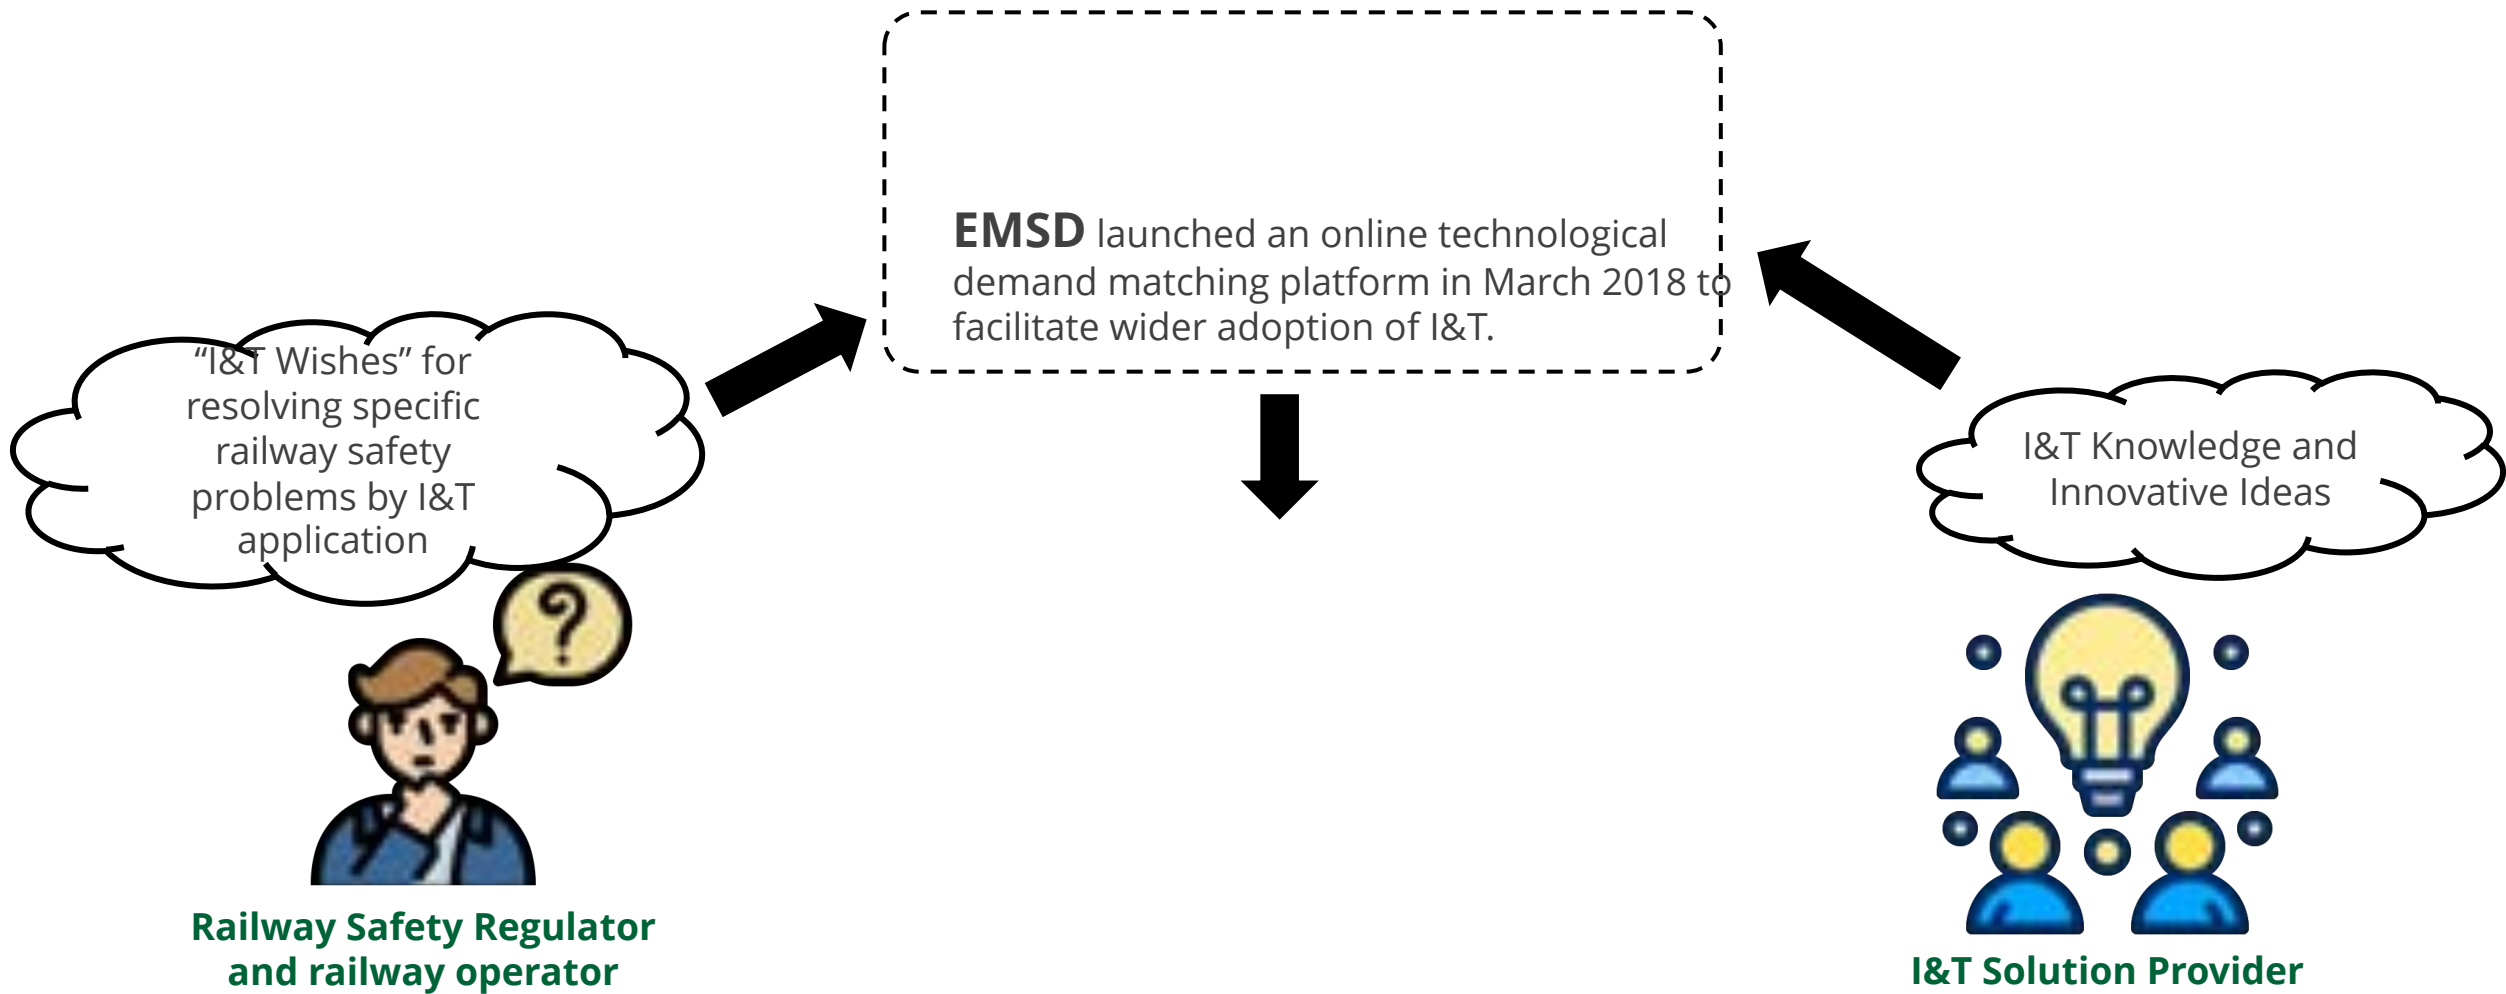 EMSD launched an online technological
demand matching platform in March 2018 to
facilitate wider adoption of I&T.
“I&T Wishes” for
resolving specific
railway safety
problems by I&T
application
I&T Knowledge and
Innovative Ideas
?
Railway Safety Regulator
and railway operator
I&T Solution Provider